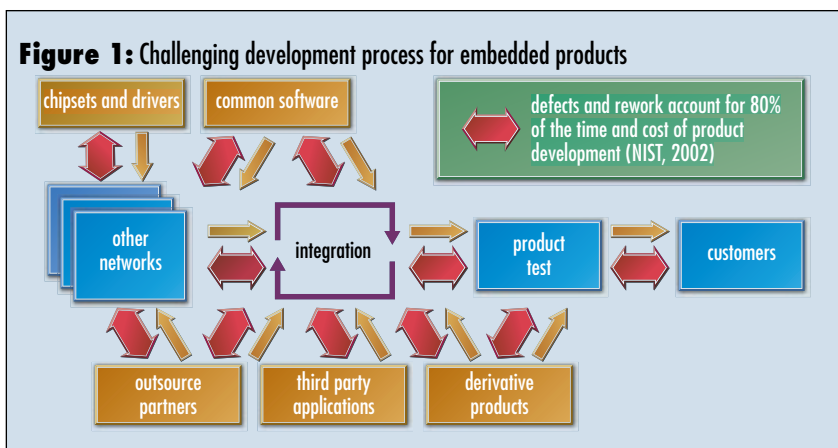 Figure 1: Challenging development process for embedded products
chipsets and drivers
common software
defects and rework account for 80%
of the time and cost of product
development (NIST, 2002)
other
networks
integration
product
test
customers
outsource
partners
third party
applications
derivative
products